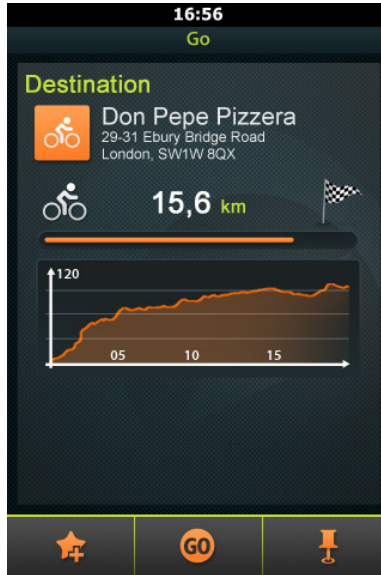 16:56
Go
Destination
Don Pepe Pizzera
29-31 Ebury Bridge Road
London, SW1W 8QX
15,6 km
120
05 10 15
GO